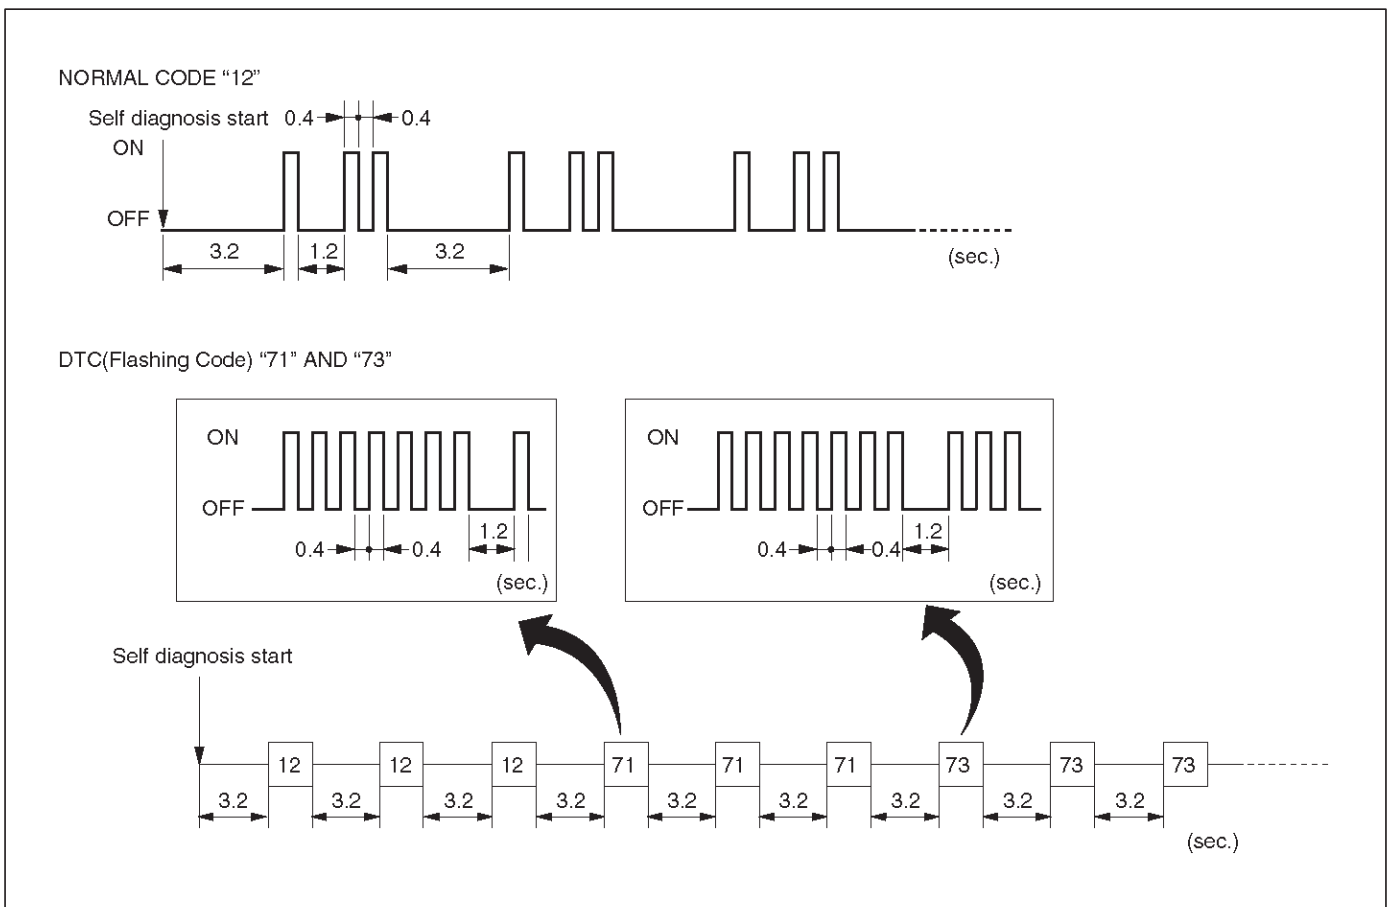 NORMAL CODE “12”
Self diagnosis start 0.4 0.4
ON
OFF
3.2 1.2 3.2
(sec.)
DTC(Flashing Code) “71” AND “73”
ON
OFF
1.2
0.4 0.4
(sec.)
ON
OFF
1.2
0.4 0.4
(sec.)
Self diagnosis start
12 12 12 71 71 71 73 73 73
3.2 3.2 3.2 3.2 3.2 3.2 3.2 3.2 3.2
(sec.)